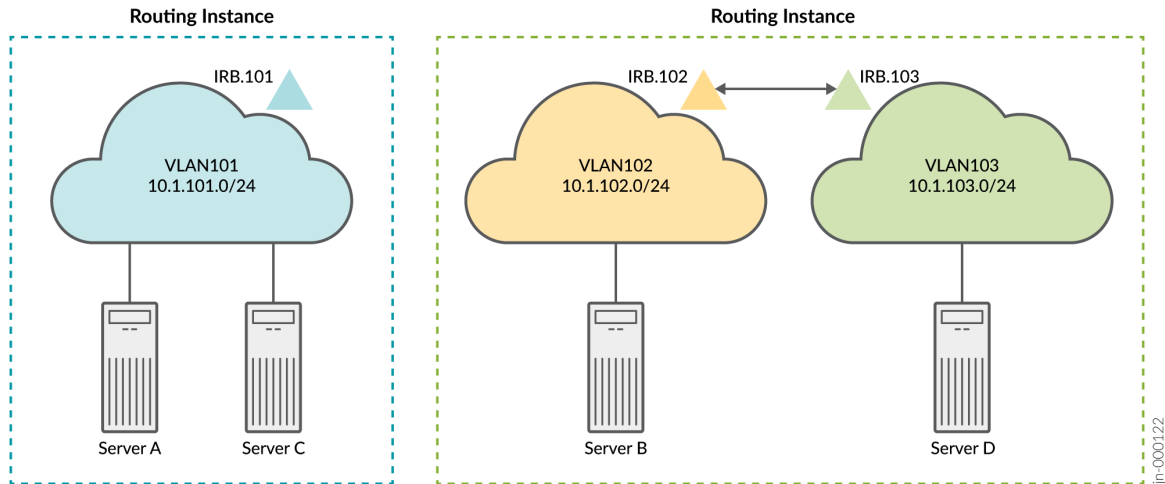 Routing Instance
Routing Instance
IRB.101
IRB.102
IRB.103
VLAN101
10.1.101.0/24
VLAN102
10.1.102.0/24
VLAN103
10.1.103.0/24
Server A
Server C
Server B
Server D
jn-000122